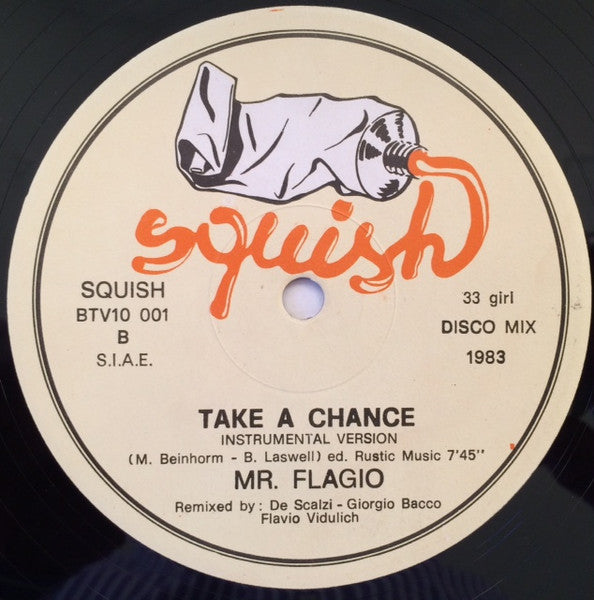 squish
SQUISH
BTV10 001
B
S.I.A.E.
33 giri
DISCO MIX
1983
TAKE A CHANCE
INSTRUMENTAL VERSION
(M. Beinhorm - B. Laswell) ed. Rustic Music 7'45"
MR. FLAGIO
Remixed by: De Scalzi - Giorgio Bacco
Flavio Vidulich